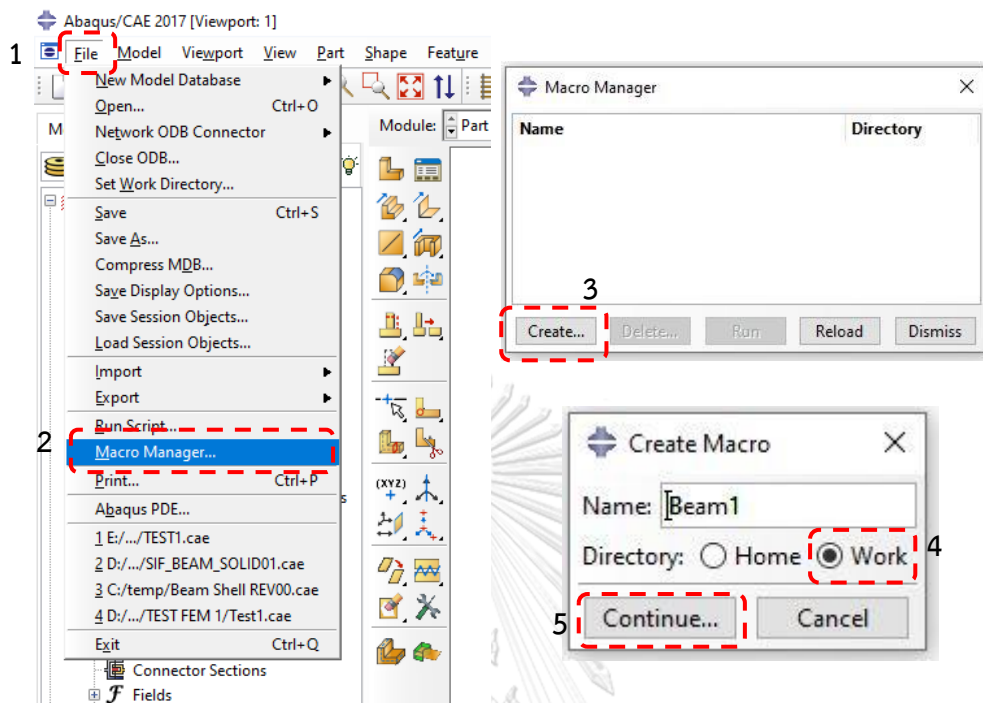 Abaqus/CAE 2017 [Viewport: 1]
1
File Model Viewport View Part Shape Feature
New Model Database
Open... Ctrl+O
Network ODB Connector
Close ODB...
Set Work Directory...
Save Ctrl+S
Save As...
Compress MDB...
Save Display Options...
Save Session Objects...
Load Session Objects...
Import
Export
Run Script...
2
Macro Manager...
Print... Ctrl+P
Abaqus PDE...
1 E:/.../TEST1.cae
2 D:/.../SIF_BEAM_SOLID01.cae
3 C:/temp/Beam Shell REV00.cae
4 D:/.../TEST FEM 1/Test1.cae
Exit Ctrl+Q
Connector Sections
Fields
M
s
Module: Part
(XYZ)
Macro Manager
Name Directory
3
Create... Delete... Run Reload Dismiss
Create Macro
Name: Beam1
Directory: Home Work
4
5
Continue... Cancel